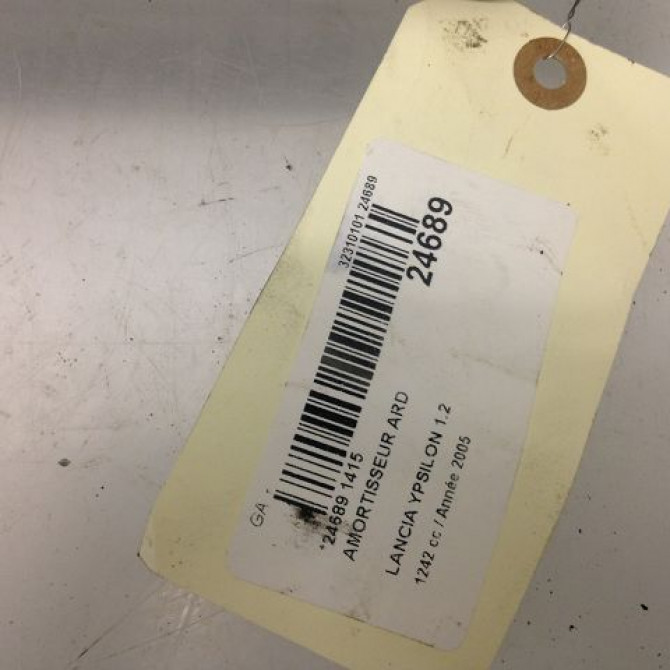 GA
32310101 24689
24689
*24689 1415
AMORTISSEUR ARD
LANCIA YPSILON 1.2
1242 cc / Année 2005